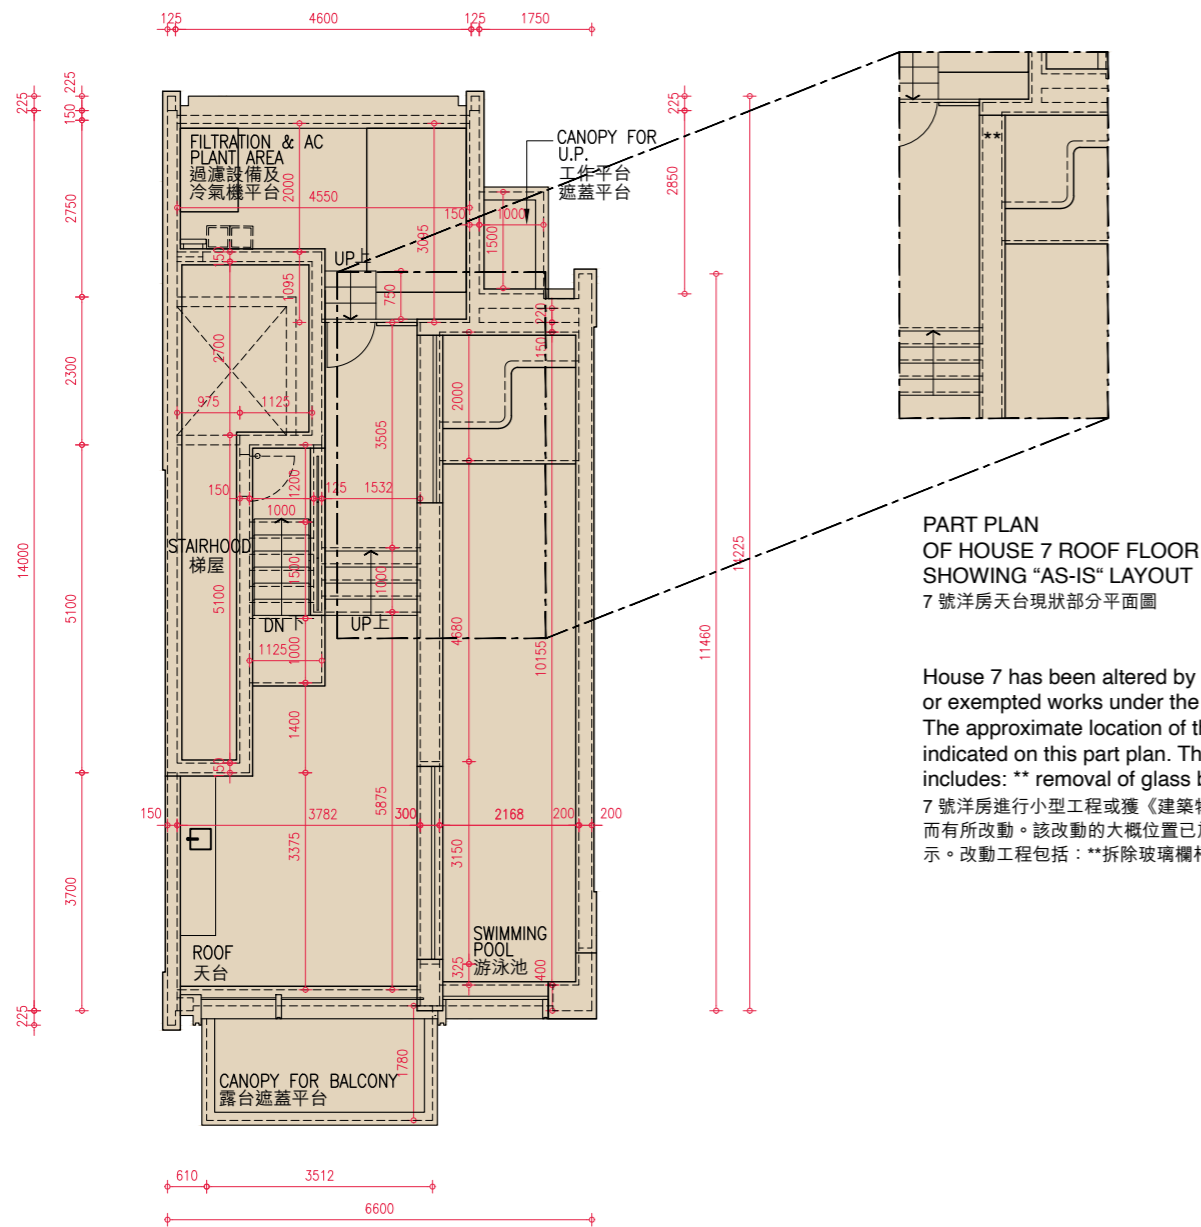 125
4600
125
1750
225
225
150
225
FILTRATION & AC
PLANT AREA
過濾設備及
冷氣機平台
2000
4550
CANOPY FOR
U.P.
工作平台
遮蓋平台
2850
**
2750
150
1000
1500
3095
150
UP上
1095
750
220
150
2700
2300
975
1125
2000
3505
150
1200
125
1532
1000
STAIRHOOD
梯屋
1500
1000
14000
5100
5100
14225
DN 下
UP上
1125
1000
4680
10155
11460
1400
50
5875
150
3782
300
2168
200
200
3375
3150
3700
ROOF
天台
SWIMMING
POOL
游泳池
325
400
225
1780
CANOPY FOR BALCONY
露台遮蓋平台
610
3512
6600
PART PLAN
OF HOUSE 7 ROOF FLOOR
SHOWING “AS-IS“ LAYOUT
7 號洋房天台現狀部分平面圖
House 7 has been altered by
or exempted works under the
The approximate location of
indicated on this part plan.
includes: ** removal of glass
7 號洋房進行小型工程或獲《建築
而有所改動。該改動的大概位置已
示。改動工程包括：**拆除玻璃欄